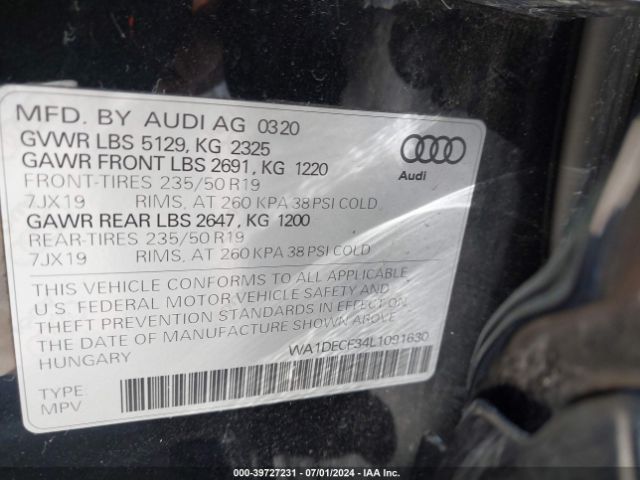 MFD. BY AUDI AG 0320
GVWR LBS 5129, KG 2325
GAWR FRONT LBS 2691, KG 1220
FRONT-TIRES 235/50 R19
7JX19 RIMS, AT 260 KPA 38 PSI COLD
GAWR REAR LBS 2647, KG 1200
REAR-TIRES 235/50 R19
7JX19 RIMS, AT 260 KPA 38 PSI COLD
Audi
THIS VEHICLE CONFORMS TO ALL APPLICABLE
U.S. FEDERAL MOTOR VEHICLE SAFETY AND
THEFT PREVENTION STANDARDS IN EFFECT ON
THE DATE OF MANUFACTURE SHOWN ABOVE.
HUNGARY
WA1DECF34L1091630
TYPE
MPV
000-39727231 - 07/01/2024 - IAA Inc.